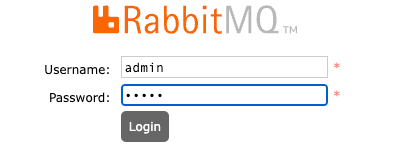 RabbitMQ™
Username: admin *
Password: ••••• *
Login